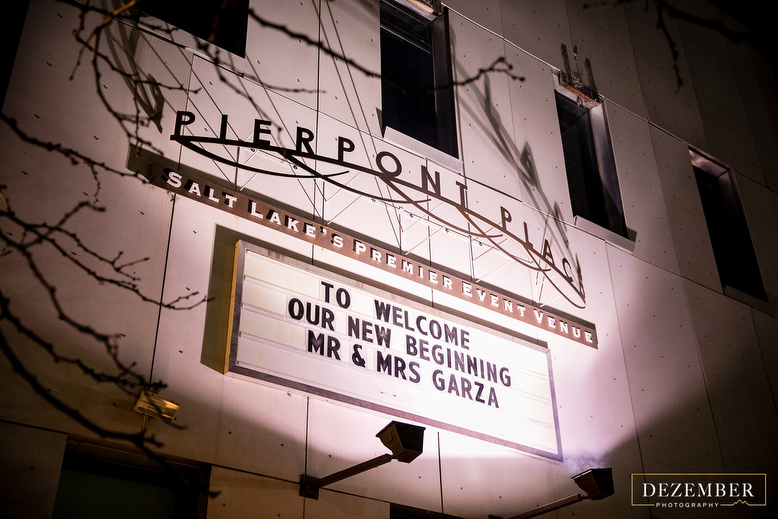 PIERPONT PLACE
SALT LAKE'S PREMIER EVENT VENUE
TO WELCOME
OUR NEW BEGINNING
MR & MRS GARZA
DEZEMBER
PHOTOGRAPHY